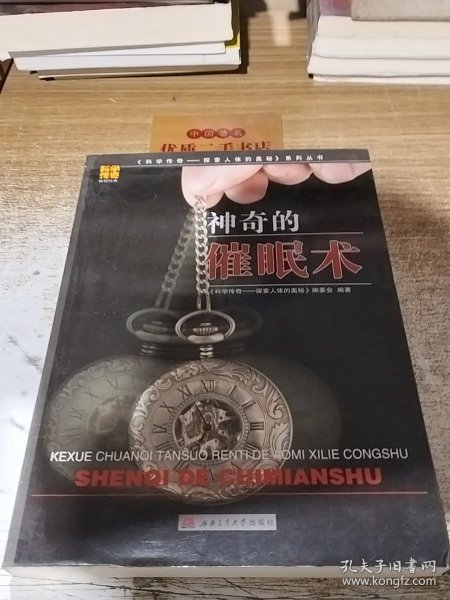 中国著名
优质二手书店
科学
传奇
《科学传奇——探索人体的奥秘》系列丛书
神奇的
催眠术
《科学传奇——探索人体的奥秘》编委会 编著
KEXUE CHUANQI TANSUO RENTI DE AOMI XILIE CONGSHU
SHENQI DE CHIMIANSHU
西南交通大学出版社
孔夫子旧书网
www.kongfz.com